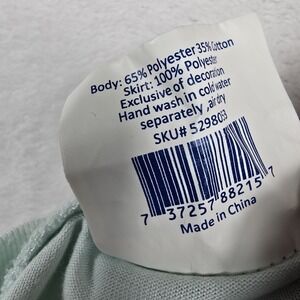 Body: 65% Polyester 35% Cotton
Skirt: 100% Polyester
Exclusive of decoration
Hand wash in cold water
separately ,air dry
SKU# 5298033
7 37257 88215 7
Made in China